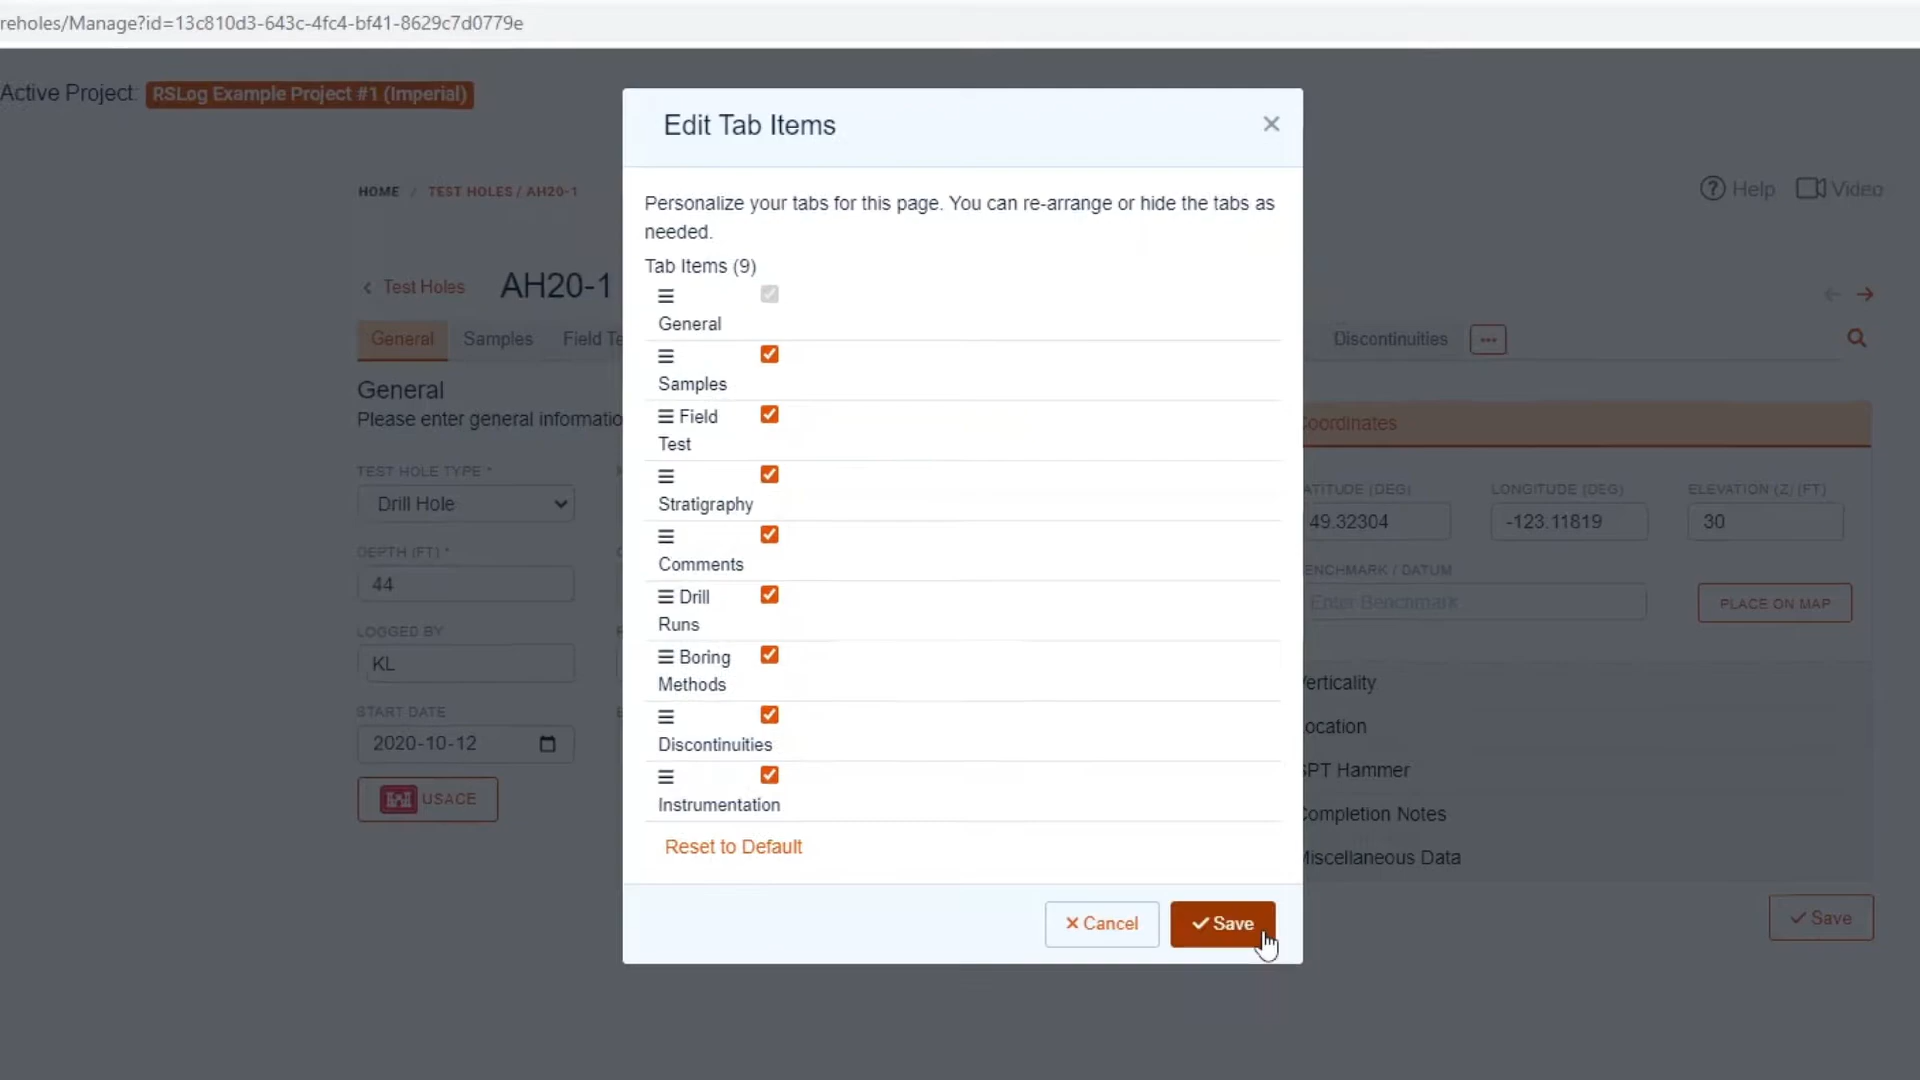 reholes/Manage?id=13c810d3-643c-4fc4-bf41-8629c7d0779e
Active Project: RSLog Example Project #1 (Imperial)
HOME / TEST HOLES / AH20-1
Help Video
Test Holes AH20-1
General Samples Field Te
Discontinuities ...
General
Please enter general informatio
TEST HOLE TYPE *
Drill Hole
DEPTH (FT) *
44
LOGGED BY
KL
START DATE
2020-10-12
USACE
Edit Tab Items
Personalize your tabs for this page. You can re-arrange or hide the tabs as
needed.
Tab Items (9)
General
Samples
Field
Test
Stratigraphy
Comments
Drill
Runs
Boring
Methods
Discontinuities
Instrumentation
Reset to Default
Cancel Save
oordinates
ATITUDE (DEG) LONGITUDE (DEG) ELEVATION (Z) (FT)
49.32304 -123.11819 30
ENCHMARK / DATUM
Enter Benchmark
PLACE ON MAP
erticality
ocation
SPT Hammer
ompletion Notes
Miscellaneous Data
Save